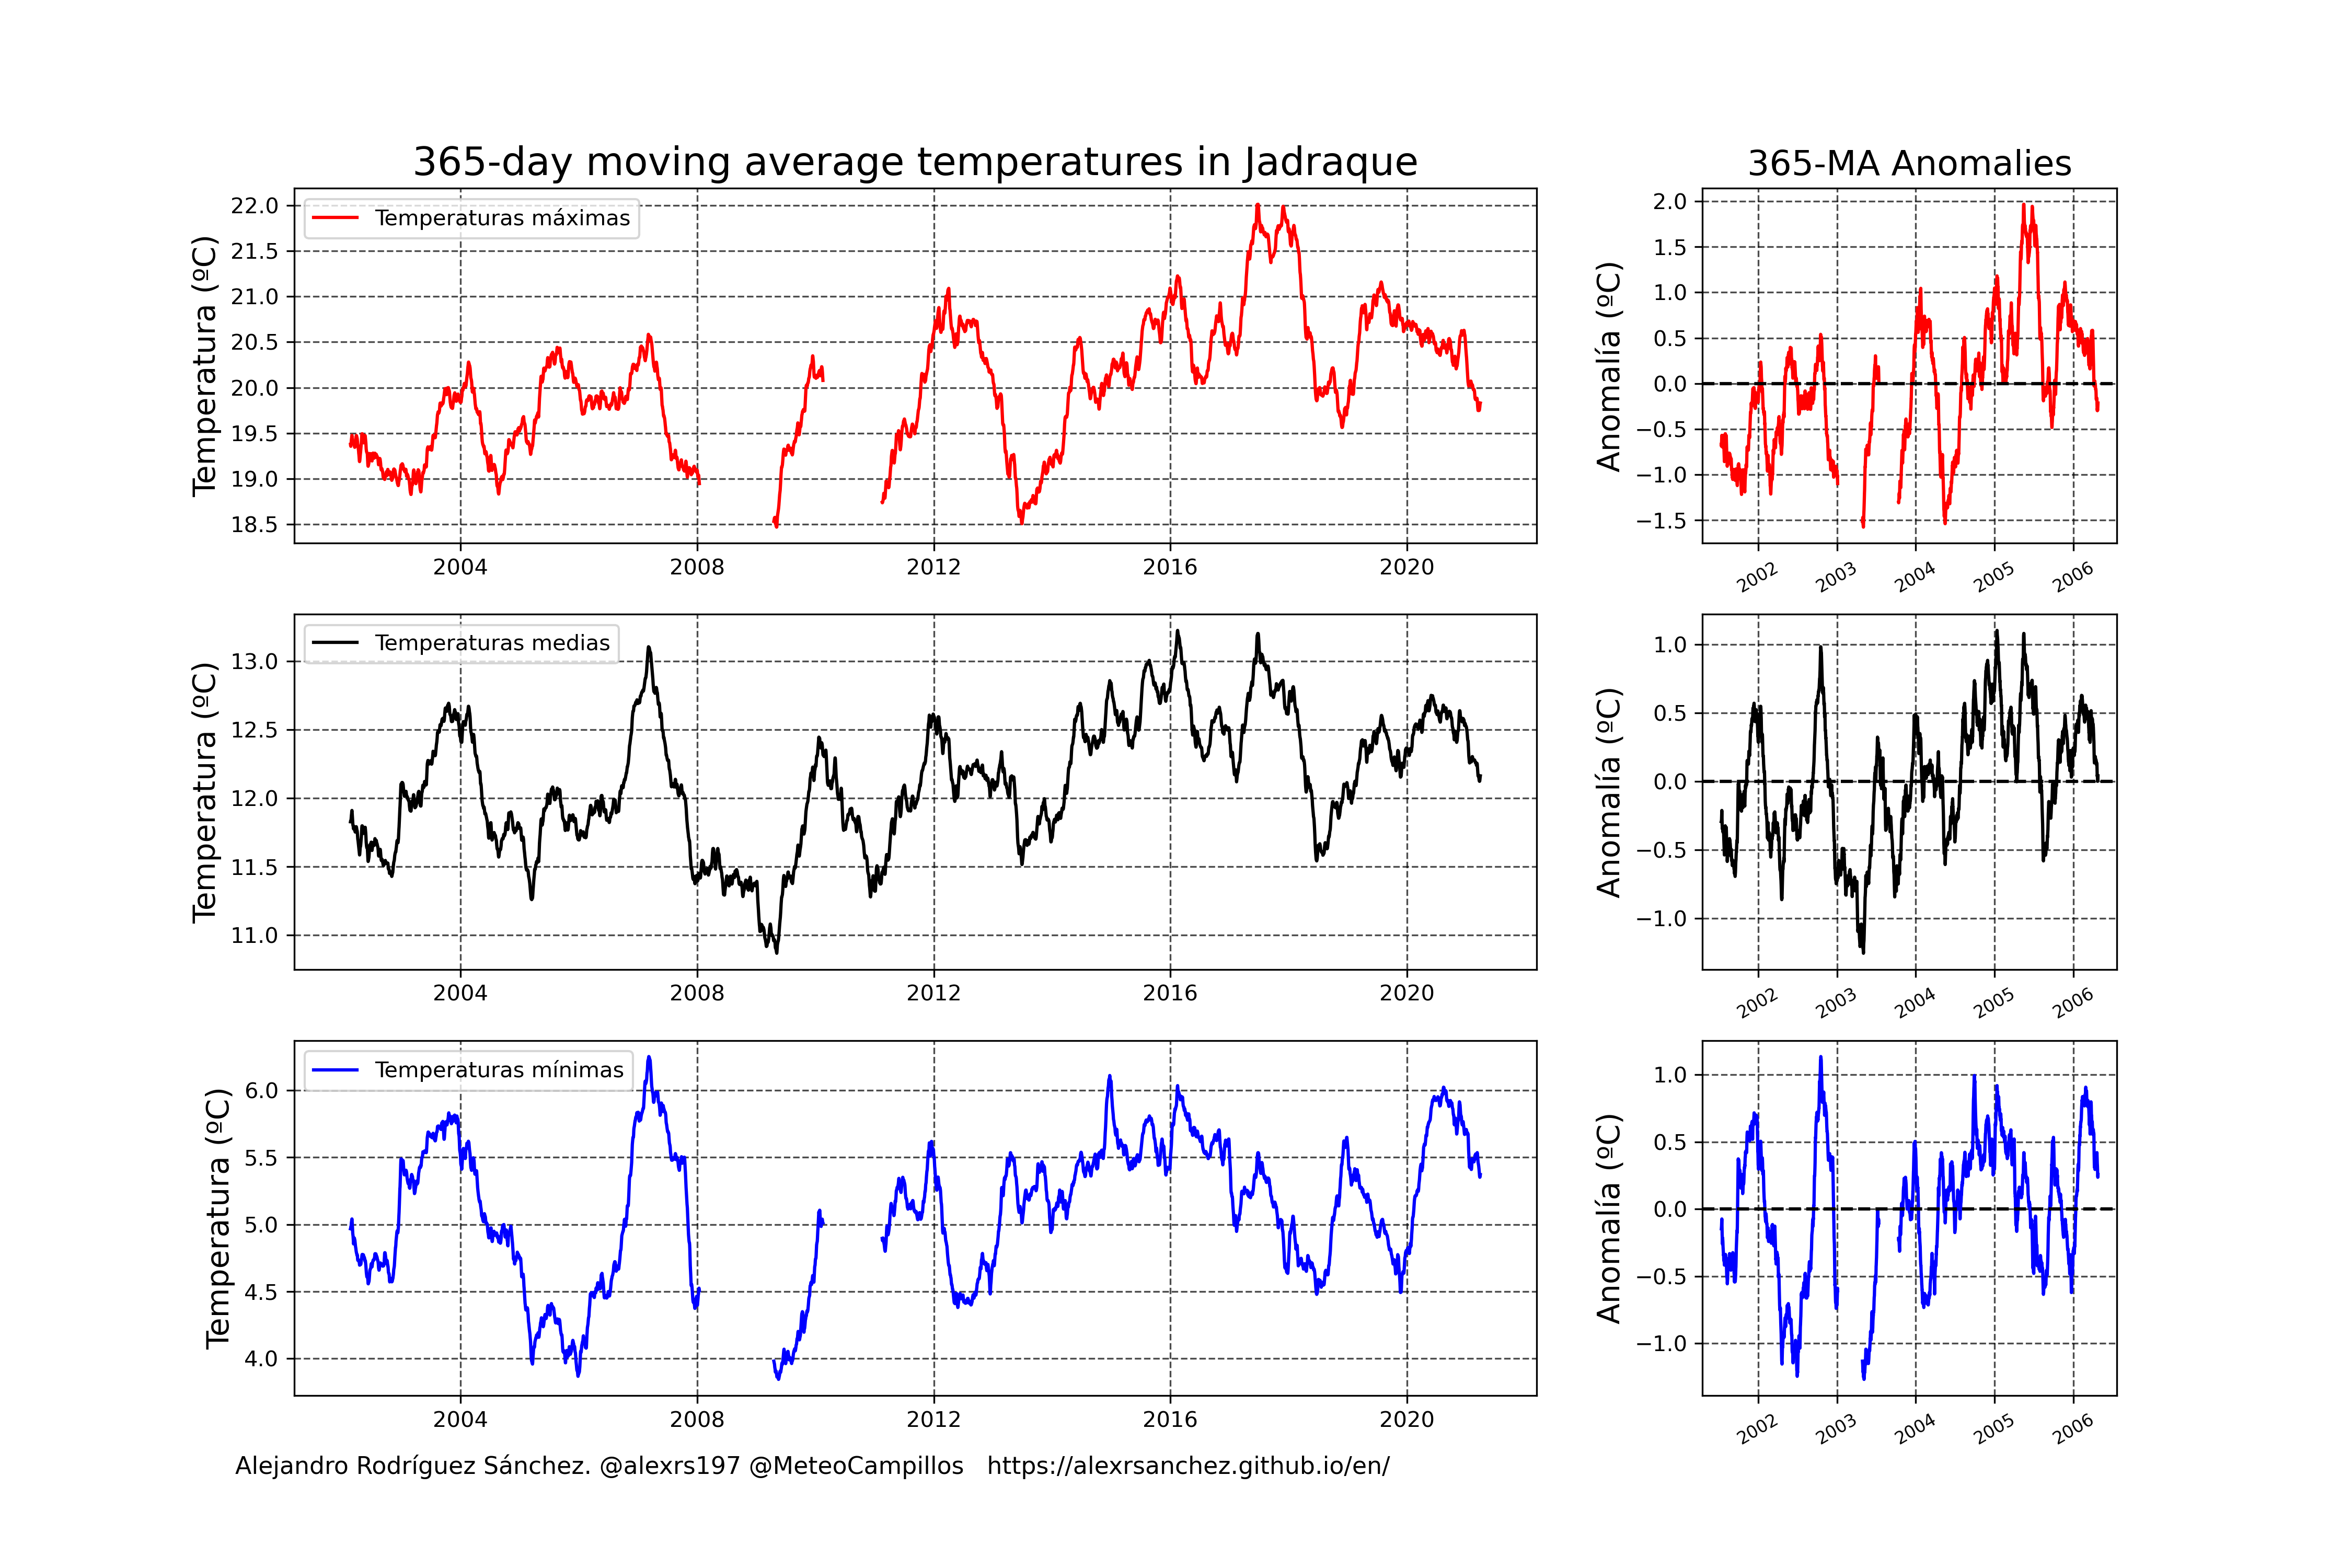 365-day moving average temperatures in Jadraque
Temperatura (ºC)
22.0
21.5
21.0
20.5
20.0
19.5
19.0
18.5
Temperaturas máximas
2004 2008 2012 2016 2020
365-MA Anomalies
Anomalía (ºC)
2.0
1.5
1.0
0.5
0.0
−0.5
−1.0
−1.5
2002 2003 2004 2005 2006
Temperatura (ºC)
13.0
12.5
12.0
11.5
11.0
Temperaturas medias
2004 2008 2012 2016 2020
Anomalía (ºC)
1.0
0.5
0.0
−0.5
−1.0
2002 2003 2004 2005 2006
Temperatura (ºC)
6.0
5.5
5.0
4.5
4.0
Temperaturas mínimas
2004 2008 2012 2016 2020
Anomalía (ºC)
1.0
0.5
0.0
−0.5
−1.0
2002 2003 2004 2005 2006
Alejandro Rodríguez Sánchez. @alexrs197 @MeteoCampillos https://alexrsanchez.github.io/en/